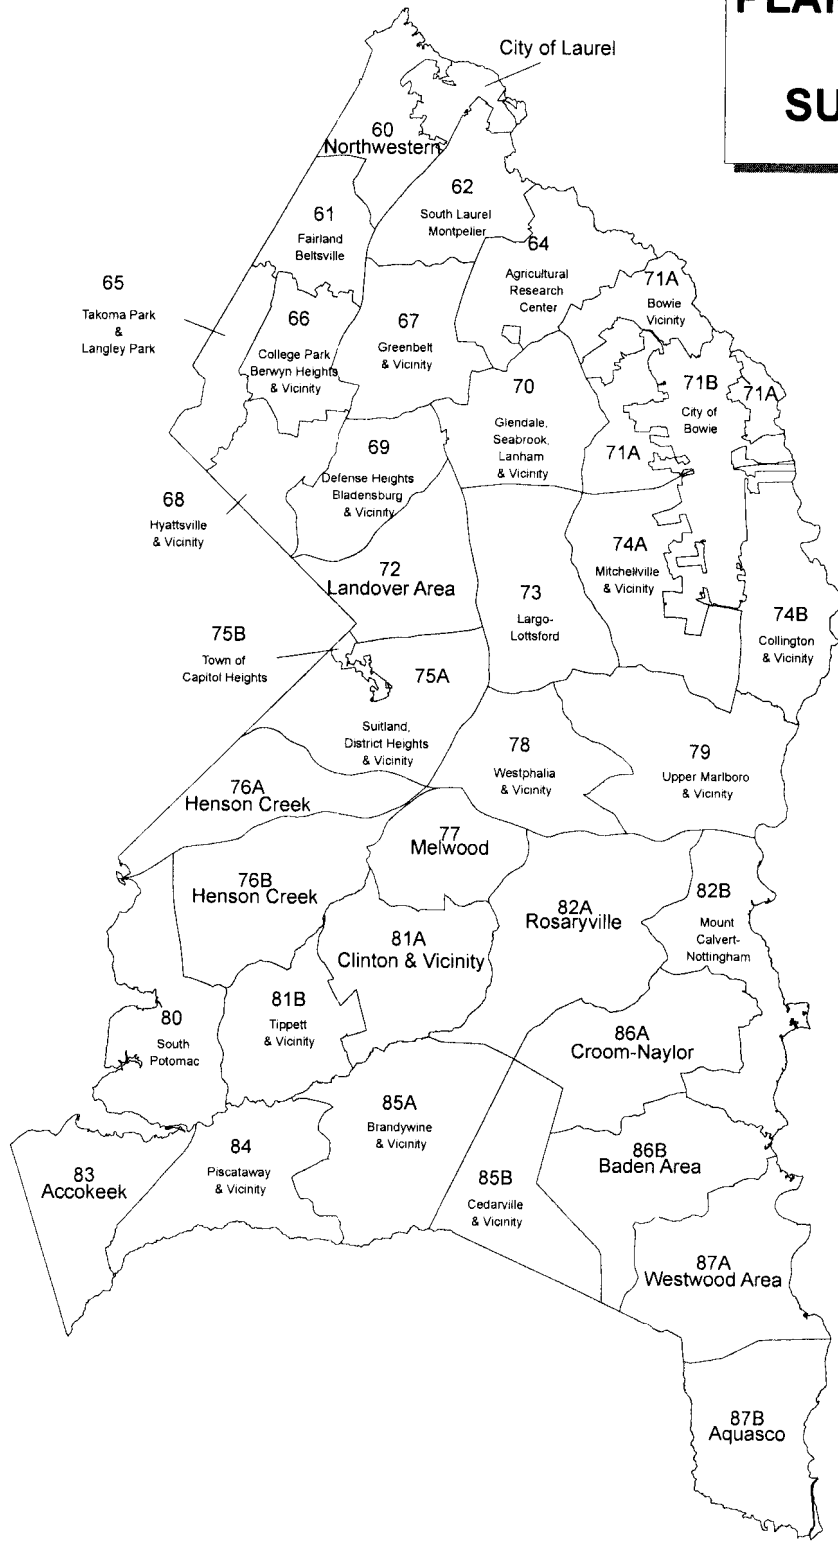 SU
City of Laurel
60
Northwestern
62
South Laurel
Montpelier
61
Fairland
Beltsville
64
Agricultural
Research
Center
65
Takoma Park
&
Langley Park
71A
Bowie
Vicinity
66
College Park
Berwyn Heights
& Vicinity
67
Greenbelt
& Vicinity
70
Glendale,
Seabrook,
Lanham
& Vicinity
71B
City of
Bowie
71A
71A
69
Defense Heights
Bladensburg
& Vicinity
68
Hyattsville
& Vicinity
72
Landover Area
73
Largo-
Lottsford
74A
Mitchellville
& Vicinity
74B
Collington
& Vicinity
75B
Town of
Capitol Heights
75A
Suitland,
District Heights
& Vicinity
78
Westphalia
& Vicinity
79
Upper Marlboro
& Vicinity
76A
Henson Creek
77
Melwood
76B
Henson Creek
82A
Rosaryville
82B
Mount
Calvert-
Nottingham
81A
Clinton & Vicinity
81B
Tippett
& Vicinity
80
South
Potomac
86A
Croom-Naylor
85A
Brandywine
& Vicinity
84
Piscataway
& Vicinity
83
Accokeek
85B
Cedarville
& Vicinity
86B
Baden Area
87A
Westwood Area
87B
Aquasco